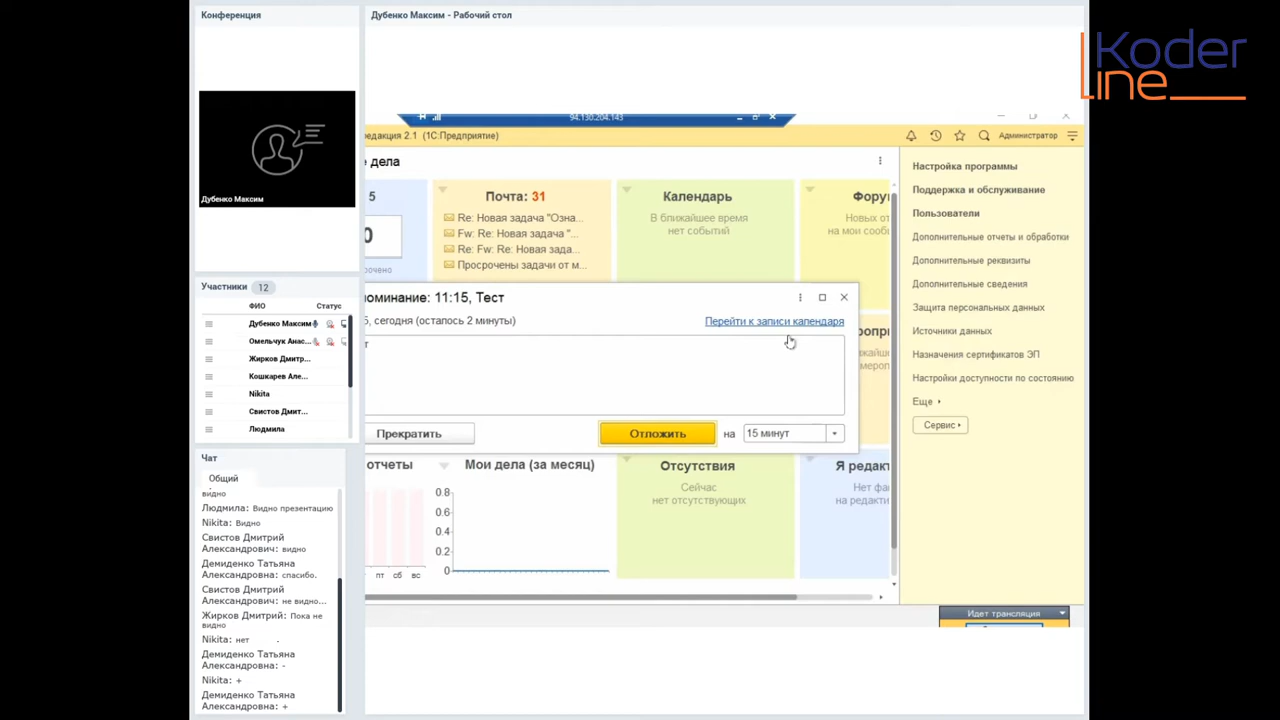 Конференция
Дубенко Максим - Рабочий стол
Koder
line
Дубенко Максим
94.130.204.143
едакция 2.1 (1С:Предприятие)
Администратор
е дела
5
0
рочено
Почта: 31
Re: Новая задача "Озна...
Fw: Re: Новая задача "...
Re: Fw: Re: Новая зада...
Просрочены задачи от м...
Календарь
В ближайшее время
нет событий
Фору
Новых от
на мои сооб
Настройка программы
Поддержка и обслуживание
Пользователи
Дополнительные отчеты и обработки
Дополнительные реквизиты
Дополнительные сведения
Защита персональных данных
Источники данных
Назначения сертификатов ЭП
Настройки доступности по состоянию
Еще
Сервис
поминание: 11:15, Тест
5, сегодня (осталось 2 минуты)
Перейти к записи календаря
т
Прекратить
Отложить
на
15 минут
опр
жайше
мероп
отчеты
пт сб вс
Мои дела (за месяц)
0.8
0.6
0.4
0.2
0
Отсутствия
Сейчас
нет отсутствующих
Я редакт
Нет фа
на редакти
Идет трансляция
Участники 12
ФИО Статус
Дубенко Максим
Омельчук Анас...
Жирков Дмитр...
Кошкарев Але...
Nikita
Свистов Дмит...
Людмила
Чат
Общий
видно
Людмила: Видно презентацию
Nikita: Видно
Свистов Дмитрий
Александрович: видно
Демиденко Татьяна
Александровна: спасибо.
Свистов Дмитрий
Александрович: не видно...
Жирков Дмитрий: Пока не
видно
Nikita: нет
Демиденко Татьяна
Александровна: -
Nikita: +
Демиденко Татьяна
Александровна: +